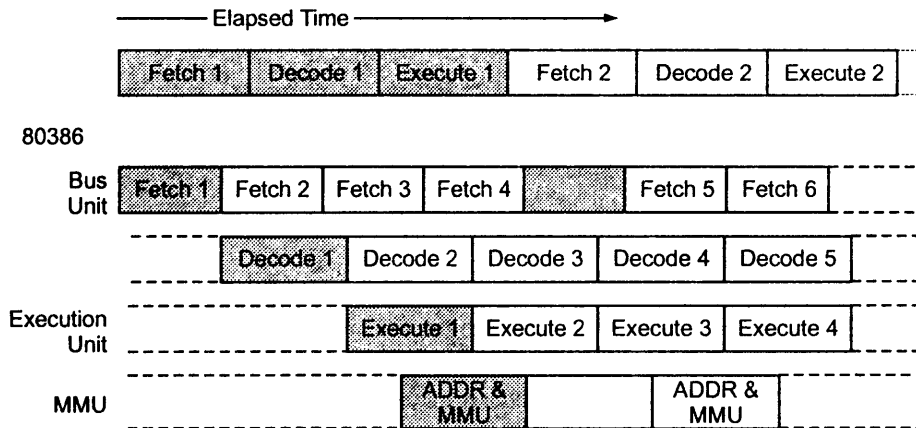 Elapsed Time
Fetch 1 Decode 1 Execute 1 Fetch 2 Decode 2 Execute 2
80386
Bus Unit Fetch 1 Fetch 2 Fetch 3 Fetch 4 Fetch 5 Fetch 6
Decode 1 Decode 2 Decode 3 Decode 4 Decode 5
Execution Unit Execute 1 Execute 2 Execute 3 Execute 4
MMU ADDR & MMU ADDR & MMU